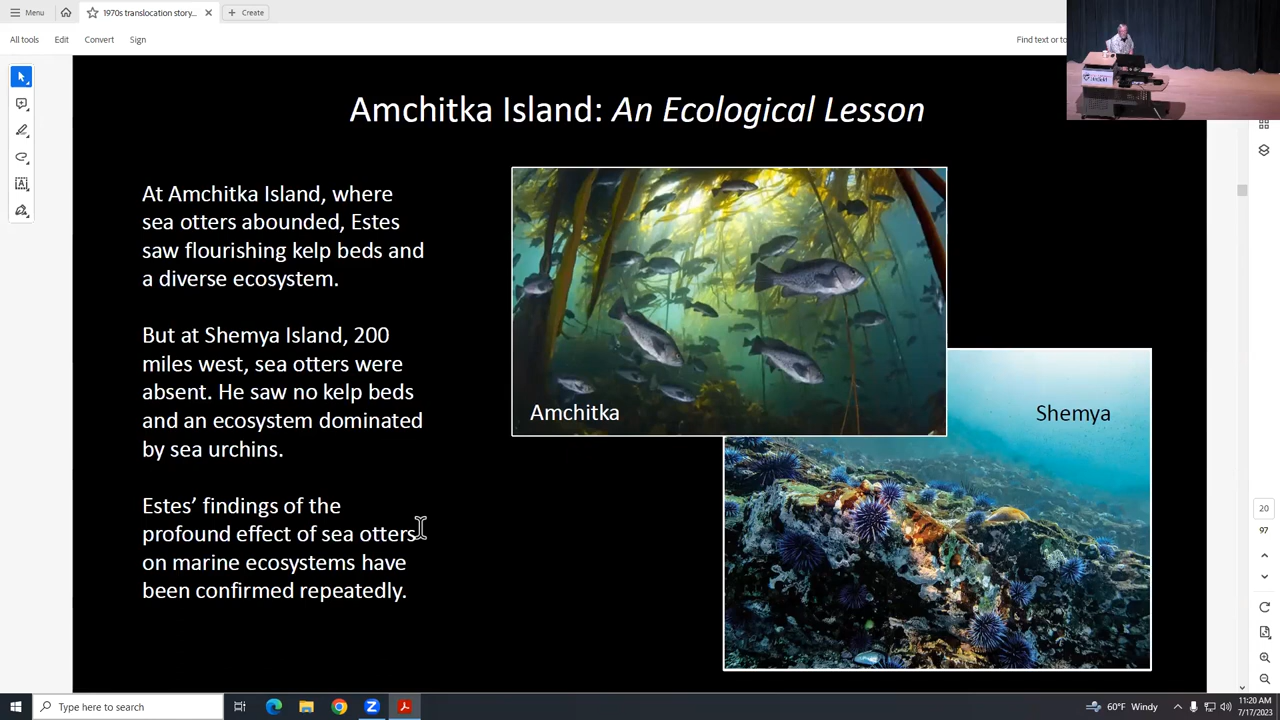 Menu
1970s translocation story...
Create
All tools
Edit
Convert
Sign
Find text or to
Amchitka Island: An Ecological Lesson
At Amchitka Island, where
sea otters abounded, Estes
saw flourishing kelp beds and
a diverse ecosystem.
But at Shemya Island, 200
miles west, sea otters were
absent. He saw no kelp beds
and an ecosystem dominated
by sea urchins.
Estes’ findings of the
profound effect of sea otters
on marine ecosystems have
been confirmed repeatedly.
Amchitka
Shemya
20
97
Type here to search
60°F Windy
11:20 AM
7/17/2023